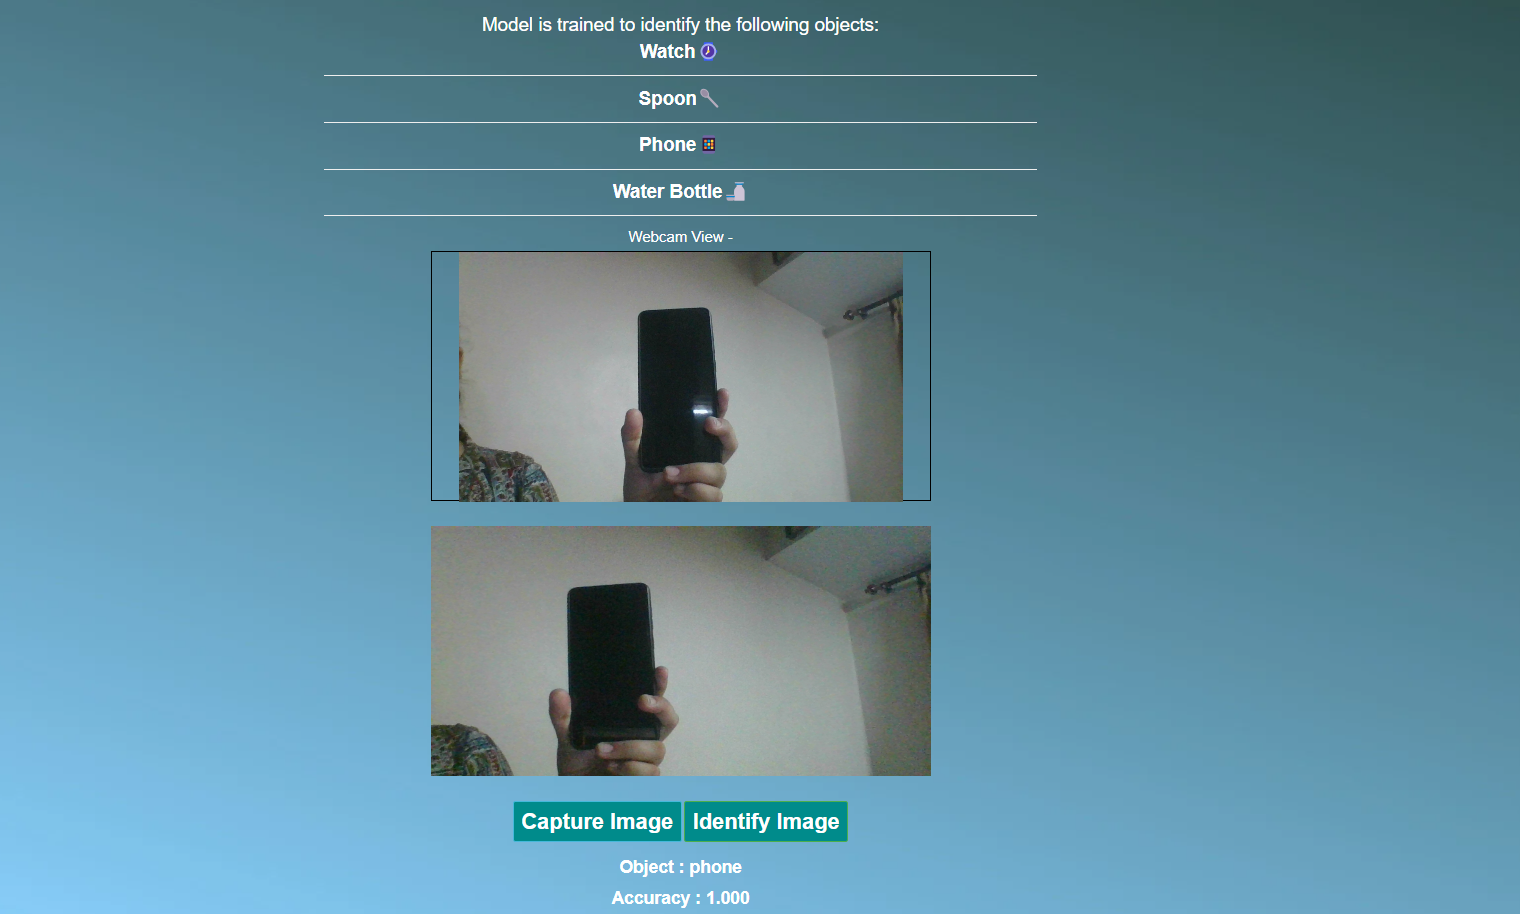 Model is trained to identify the following objects:
Watch
Spoon
Phone
Water Bottle
Webcam View -
Capture Image Identify Image
Object : phone
Accuracy : 1.000